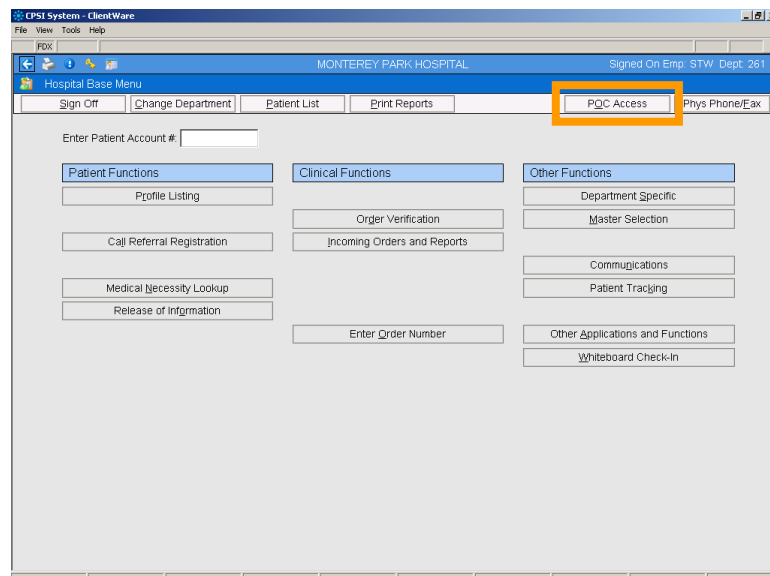 CPSI System - ClientWare
File View Tools Help
FDX
MONTEREY PARK HOSPITAL Signed On Emp: STW Dept: 261
Hospital Base Menu
Sign Off Change Department Patient List Print Reports POC Access Phys Phone/Fax
Enter Patient Account #:
Patient Functions Clinical Functions Other Functions
Profile Listing Department Specific
Order Verification Master Selection
Call Referral Registration Incoming Orders and Reports
Communications
Medical Necessity Lookup Patient Tracking
Release of Information
Enter Order Number Other Applications and Functions
Whiteboard Check-In